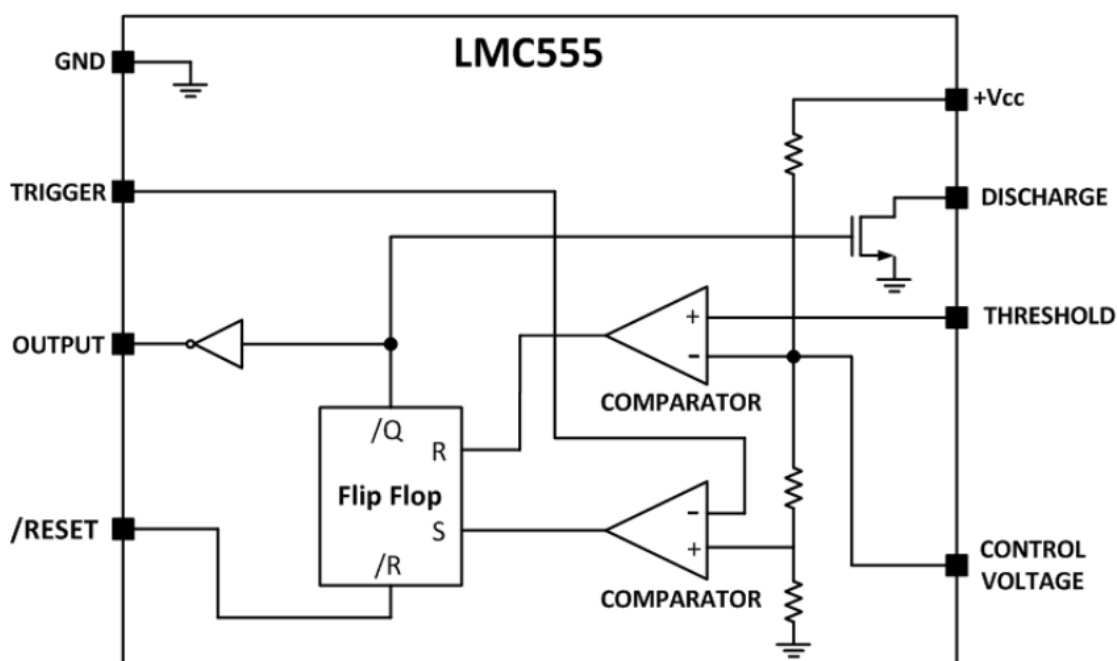 LMC555
GND
+Vcc
TRIGGER
DISCHARGE
THRESHOLD
OUTPUT
+
-
COMPARATOR
/Q
R
Flip Flop
S
/R
-
+
COMPARATOR
/RESET
CONTROL
VOLTAGE